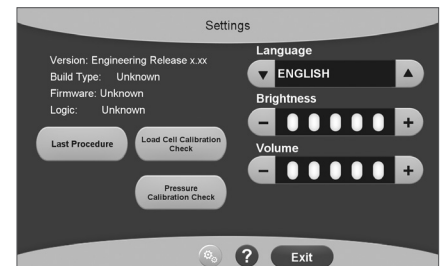 Settings
Version: Engineering Release x.xx
Build Type: Unknown
Firmware: Unknown
Logic: Unknown
Last Procedure
Load Cell Calibration
Check
Pressure
Calibration Check
Language
▼ ENGLISH ▲
Brightness
- +
Volume
- +
? Exit